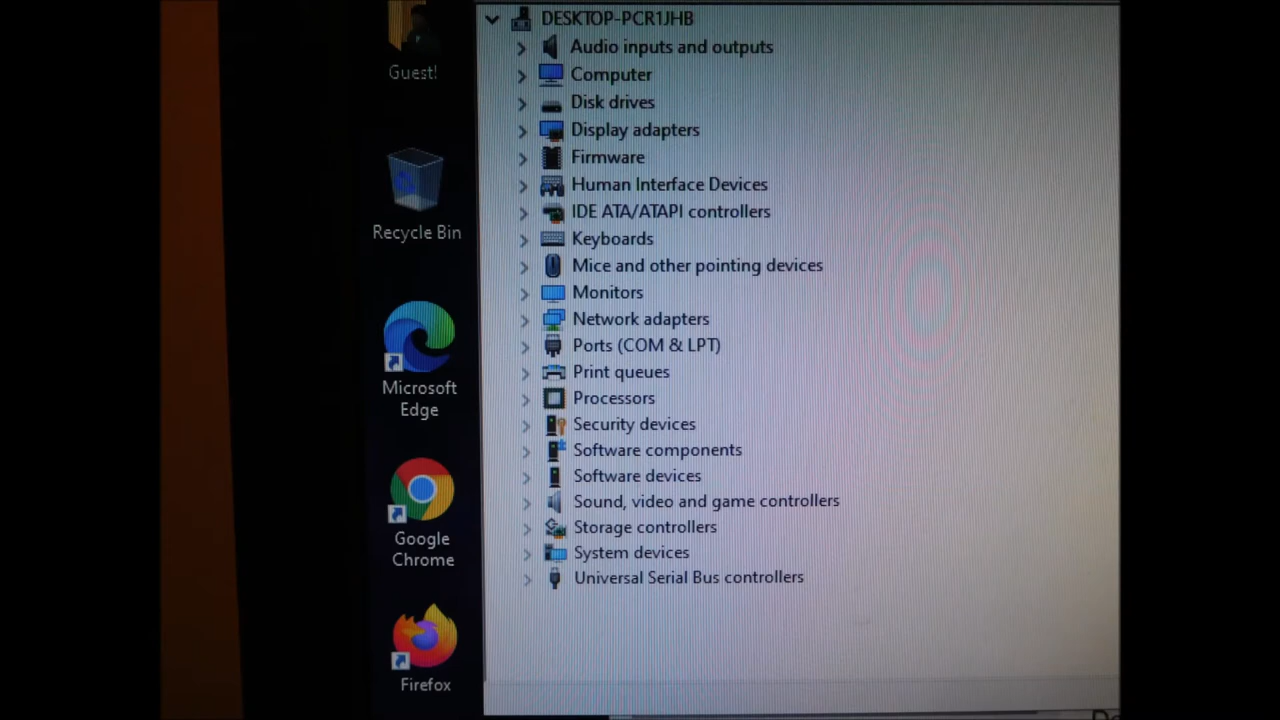 Guest!
Recycle Bin
Microsoft
Edge
Google
Chrome
Firefox
DESKTOP-PCR1JHB
Audio inputs and outputs
Computer
Disk drives
Display adapters
Firmware
Human Interface Devices
IDE ATA/ATAPI controllers
Keyboards
Mice and other pointing devices
Monitors
Network adapters
Ports (COM & LPT)
Print queues
Processors
Security devices
Software components
Software devices
Sound, video and game controllers
Storage controllers
System devices
Universal Serial Bus controllers